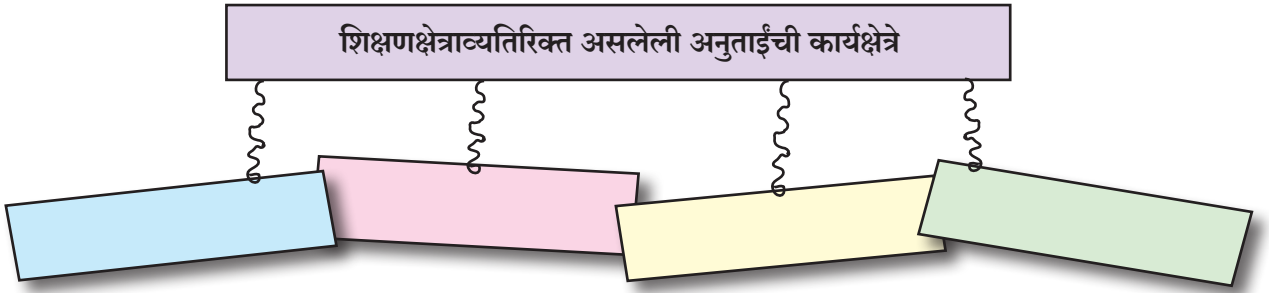 शिक्षणक्षेत्राव्यतिरिक्त असलेली अनुताईंची कार्यक्षेत्रे